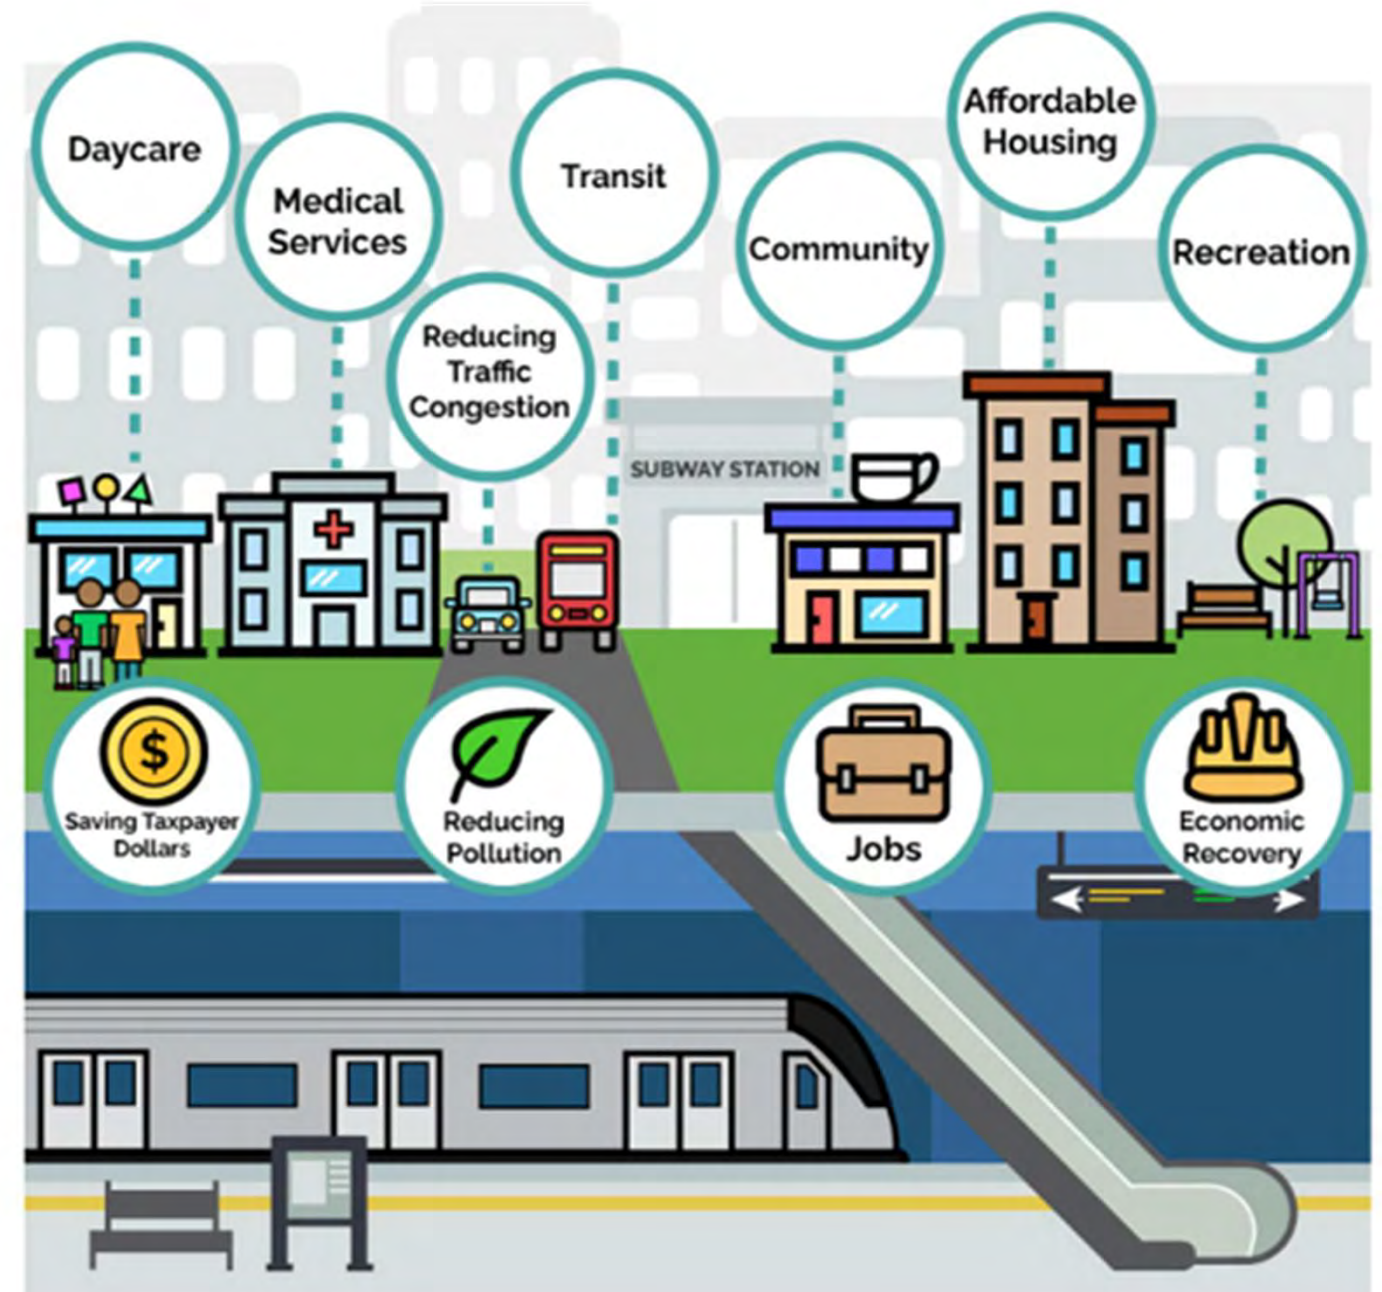 Daycare
Medical
Services
Reducing
Traffic
Congestion
Transit
Community
Affordable
Housing
Recreation
SUBWAY STATION
$
Saving Taxpayer
Dollars
Reducing
Pollution
Jobs
Economic
Recovery